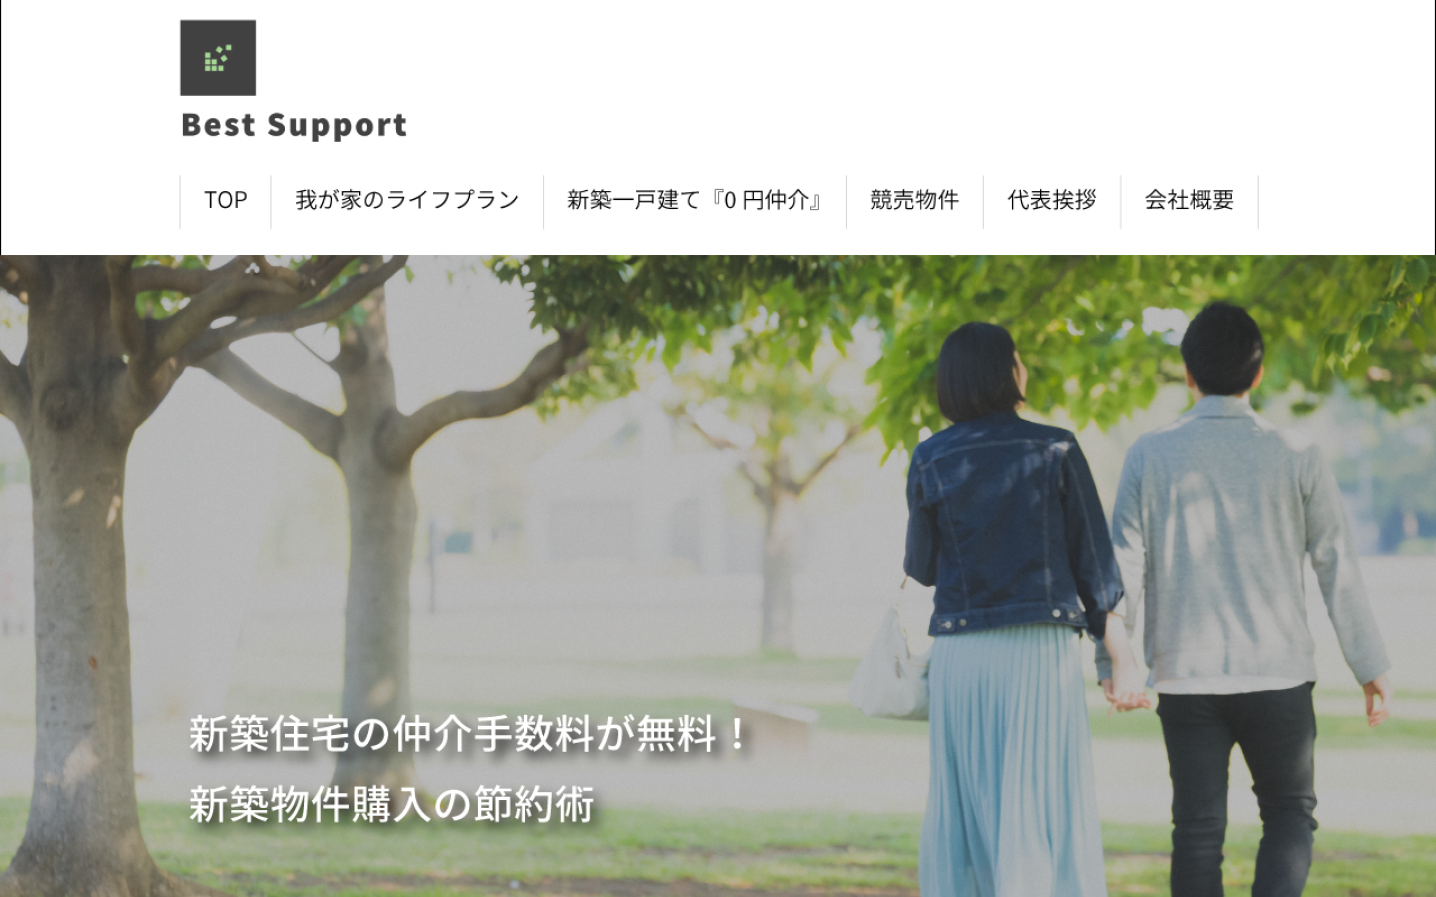 Best Support
TOP
我が家のライフプラン
新築一戸建て『0 円仲介』
競売物件
代表挨拶
会社概要
新築住宅の仲介手数料が無料！
新築物件購入の節約術